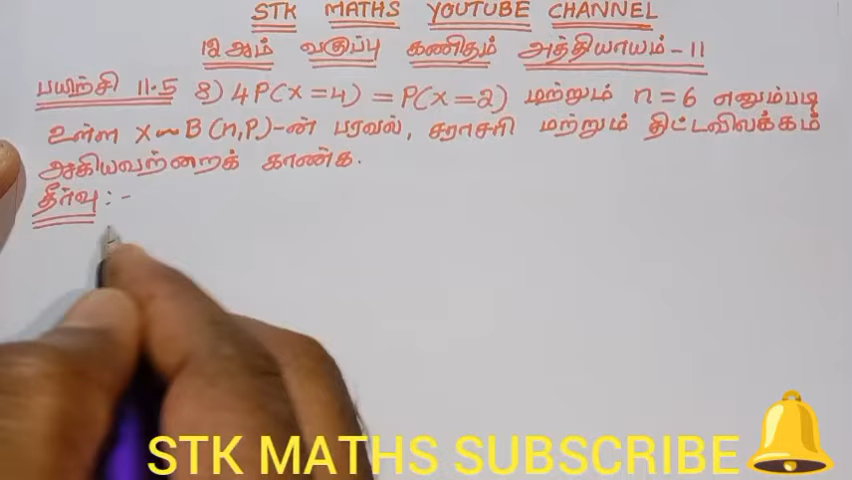 STK MATHS YOUTUBE CHANNEL
12 ஆம் வகுப்பு கணிதம் அத்தியாயம் - 11
பயிற்சி 11.5 8) 4P(X=4) = P(X=2) மற்றும் n=6 எனும்படி
உள்ள X~B(n,P)-ன் பரவல், சராசரி மற்றும் திட்டவிலக்கம்
ஆகியவற்றைக் காண்க.
தீர்வு:-
STK MATHS SUBSCRIBE